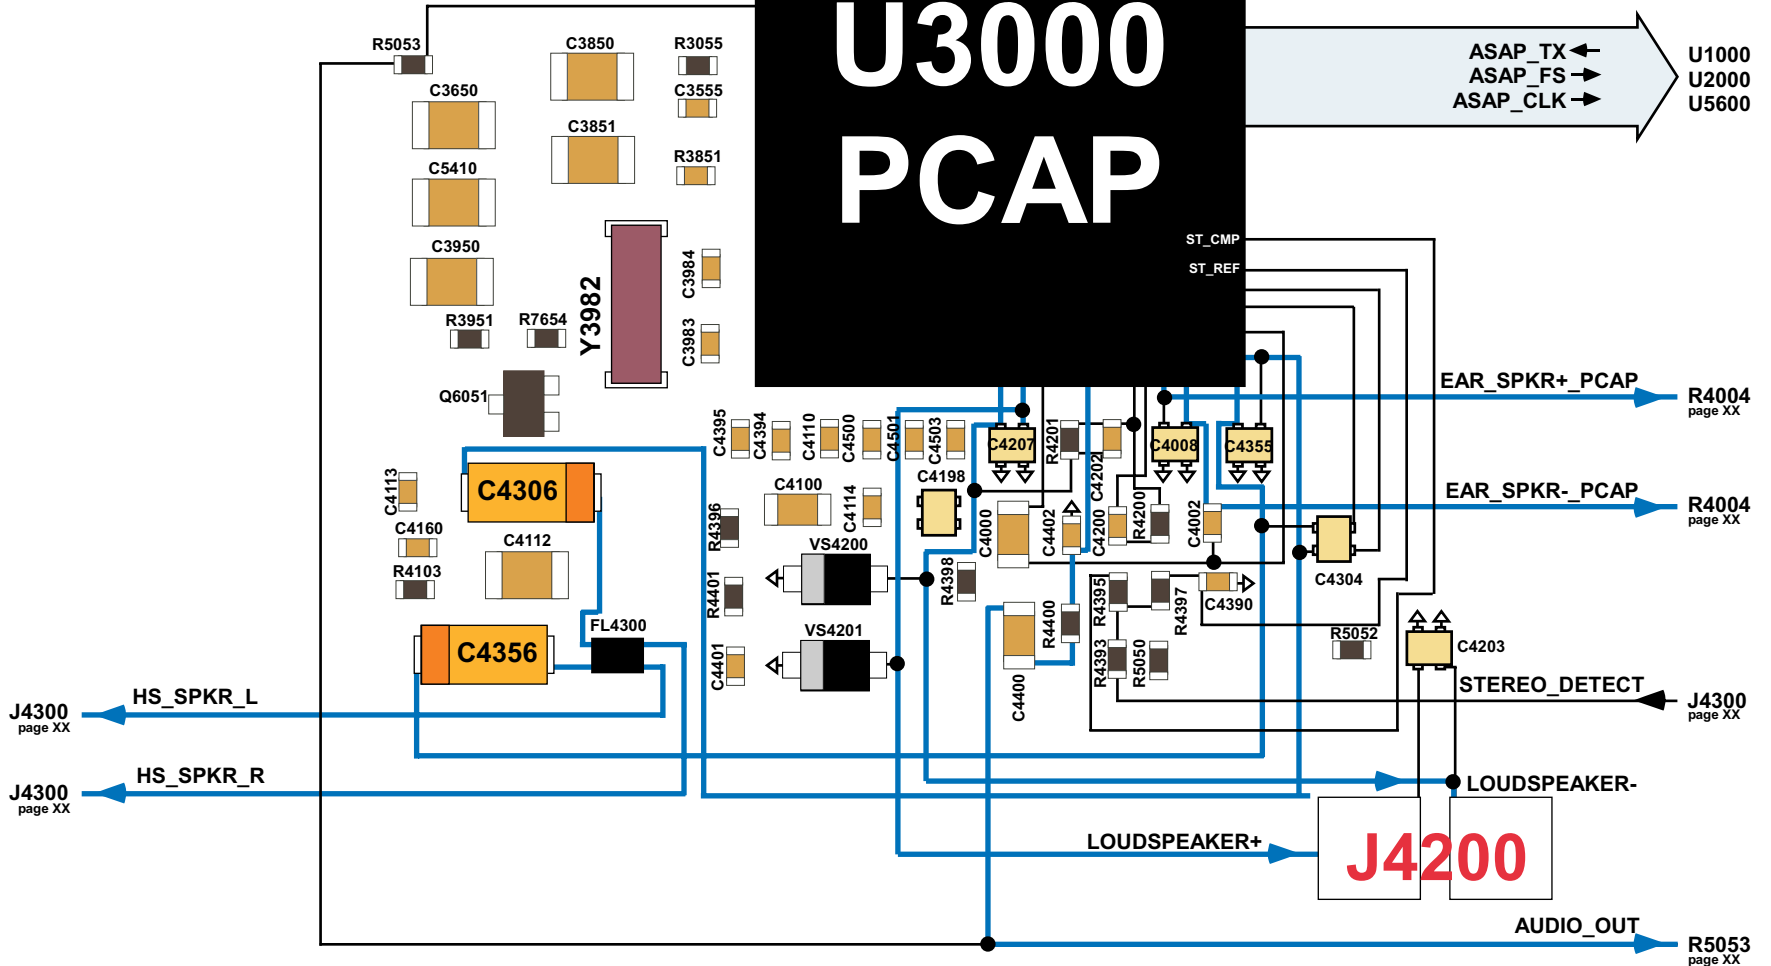 U3000
PCAP
ST_CMP
ST_REF
ASAP_TX
ASAP_FS
ASAP_CLK
U1000
U2000
U5600
R5053
C3850
R3055
C3650
C3555
C3851
R3851
C5410
C3950
C3984
Y3982
C3983
R3951
R7654
Q6051
EAR_SPKR+_PCAP
R4004
page XX
C4395
C4394
C4110
C4500
C4501
C4503
C4207
R4201
C4202
C4008
C4355
C4113
C4306
C4100
C4114
C4198
EAR_SPKR-_PCAP
R4004
page XX
C4160
C4112
R4396
VS4200
C4000
C4402
C4200
R4200
C4002
C4304
R4103
R4401
R4398
R4395
R4397
C4390
C4356
FL4300
VS4201
R4400
R5052
C4203
C4401
C4400
R4393
R5050
HS_SPKR_L
J4300
page XX
STEREO_DETECT
J4300
page XX
HS_SPKR_R
J4300
page XX
LOUDSPEAKER-
LOUDSPEAKER+
J4200
AUDIO_OUT
R5053
page XX